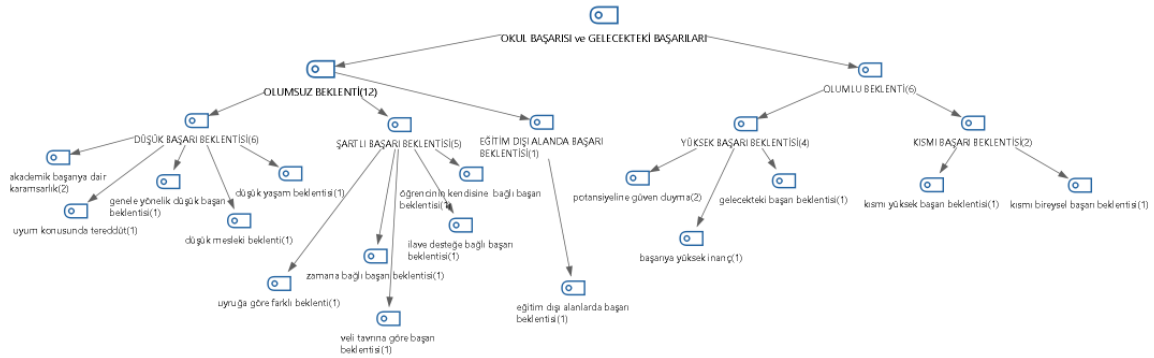 OKUL BAŞARISI ve GELECEKTEKİ BAŞARILARI
OLUMSUZ BEKLENTİ(12)
OLUMLU BEKLENTİ(6)
DÜŞÜK BAŞARI BEKLENTİSİ(6)
ŞARTLI BAŞARI BEKLENTİSİ(5)
EĞİTİM DIŞI ALANDA BAŞARI
BEKLENTİSİ(1)
YÜKSEK BAŞARI BEKLENTİSİ(4)
KISMI BAŞARI BEKLENTİSİ(2)
akademik başarıya dair
karamsarlık(2)
uyum konusunda tereddüt(1)
genele yönelik düşük başarı
beklentisi(1)
düşük mesleki beklenti(1)
düşük yaşam beklentisi(1)
öğrencinin kendisine bağlı başarı
beklentisi(1)
ilave desteğe bağlı başarı
beklentisi(1)
zamana bağlı başarı beklentisi(1)
uyruğa göre farklı beklenti(1)
veli tavrına göre başarı
beklentisi(1)
eğitim dışı alanlarda başarı
beklentisi(1)
potansiyeline güven duyma(2)
gelecekteki başarı beklentisi(1)
başarıya yüksek inanç(1)
kısmı yüksek başarı beklentisi(1)
kısmı bireysel başarı beklentisi(1)